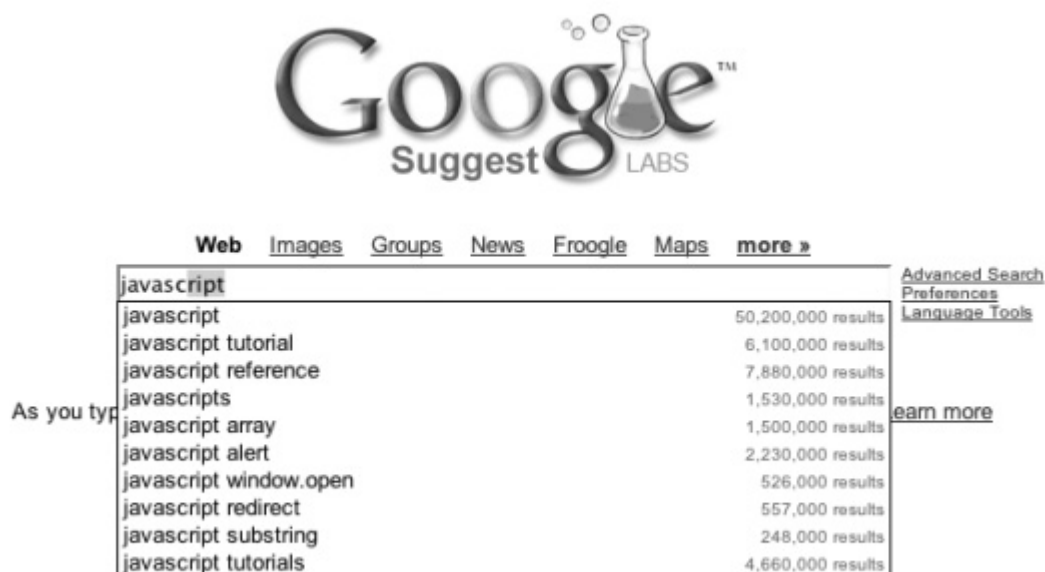 Google™
Suggest LABS
Web Images Groups News Froogle Maps more »
javascript
Advanced Search
Preferences
Language Tools
javascript 50,200,000 results
javascript tutorial 6,100,000 results
javascript reference 7,880,000 results
javascripts 1,530,000 results
As you typ
earn more
javascript array 1,500,000 results
javascript alert 2,230,000 results
javascript window.open 526,000 results
javascript redirect 557,000 results
javascript substring 248,000 results
javascript tutorials 4,660,000 results